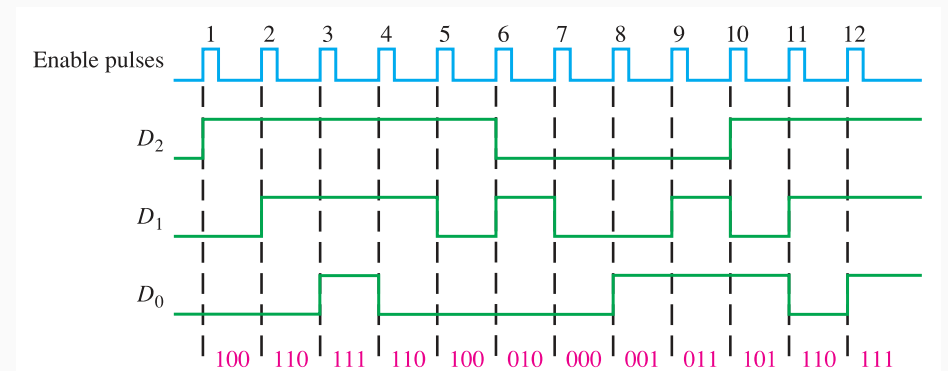 1 2 3 4 5 6 7 8 9 10 11 12
Enable pulses
D₂
D₁
D₀
100 110 111 110 100 010 000 001 011 101 110 111